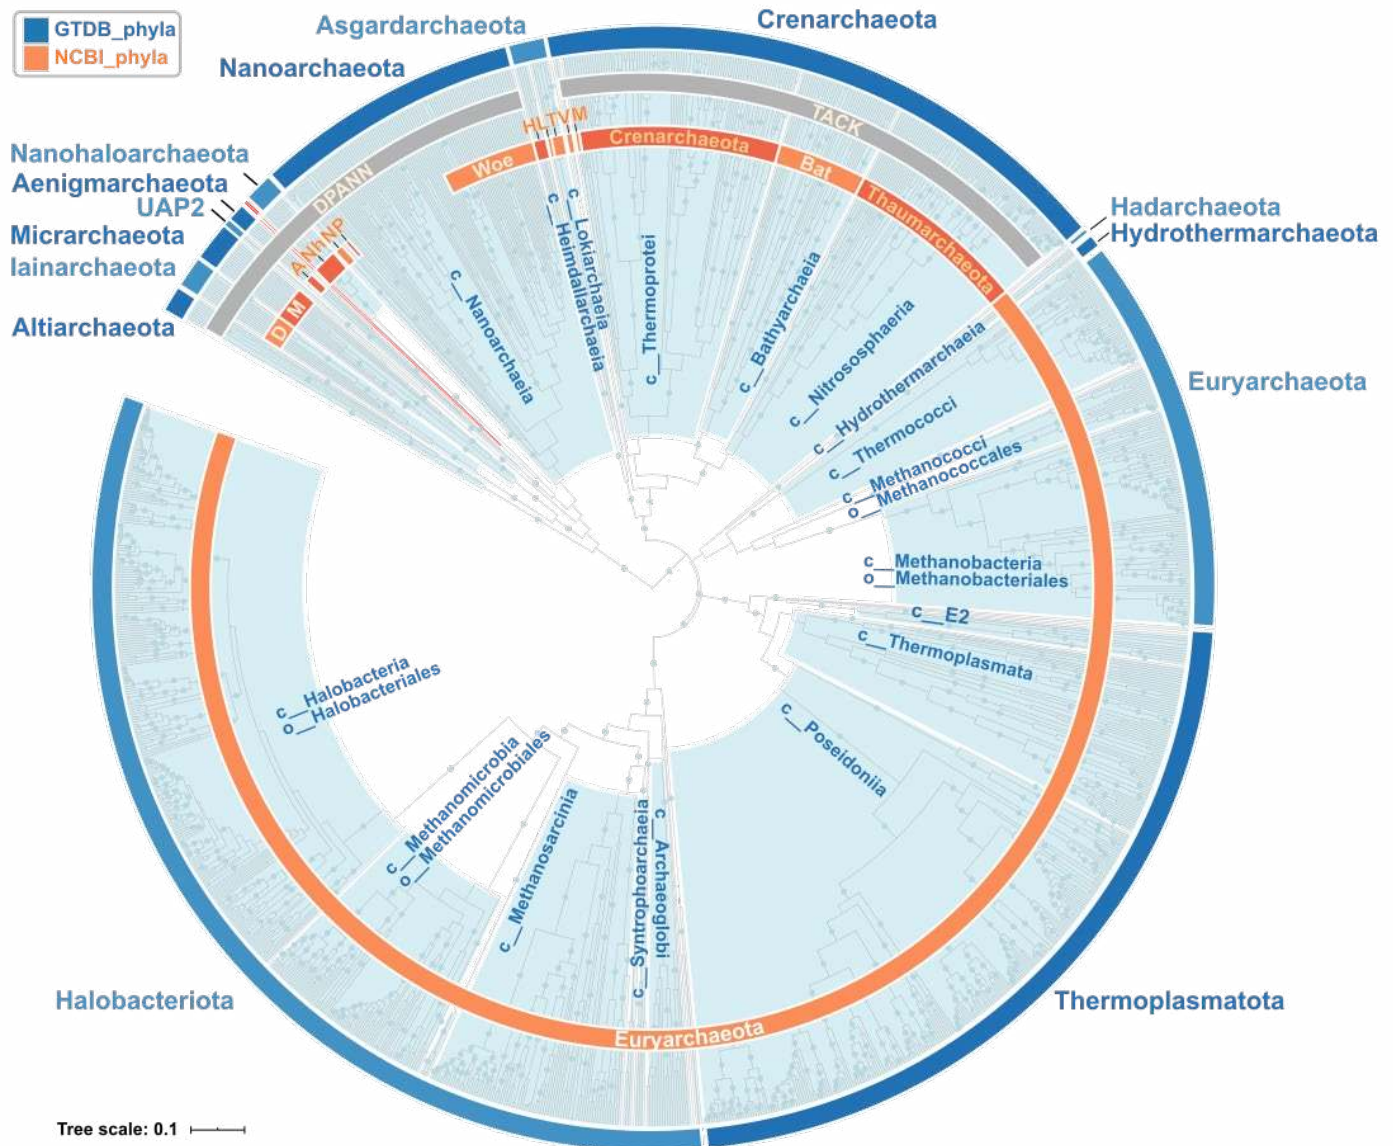 GTDB_phyla
NCBI_phyla
Asgardarchaeota
Crenarchaeota
Nanoarchaeota
Nanohaloarchaeota
Aenigmarchaeota
UAP2
Micrarchaeota
Iainarchaeota
Altiarchaeota
DPANN
TACK
HLTVM
Woe
Crenarchaeota
Bat
Thaumarchaeota
ANhNP
D
M
Hadarchaeota
Hydrothermarchaeota
c__Nanoarchaeia
c__Heimdallarchaeia
c__Lokiarchaeia
c__Thermoprotei
c__Bathyarchaeia
c__Nitrososphaeria
c__Hydrothermarchaeia
c__Thermococci
c__Methanococci
o__Methanococcales
Euryarchaeota
c__Methanobacteria
o__Methanobacteriales
c__E2
c__Thermoplasmata
c__Poseidoniia
c__Halobacteria
o__Halobacteriales
c__Methanomicrobia
o__Methanomicrobiales
c__Methanosarcinia
c__Syntrophoarchaeia
c__Archaeoglobi
Halobacteriota
Thermoplasmatota
Euryarchaeota
Tree scale: 0.1